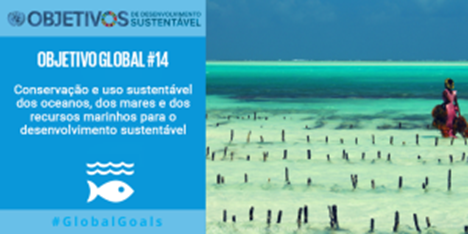 OBJETIVOS DE DESENVOLVIMENTO SUSTENTÁVEL
OBJETIVO GLOBAL #14
Conservação e uso sustentável
dos oceanos, dos mares e dos
recursos marinhos para o
desenvolvimento sustentável
#GlobalGoals